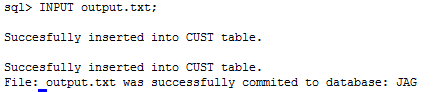 sql> INPUT output.txt;
Succesfully inserted into CUST table.
Succesfully inserted into CUST table.
File: output.txt was successfully commited to database: JAG